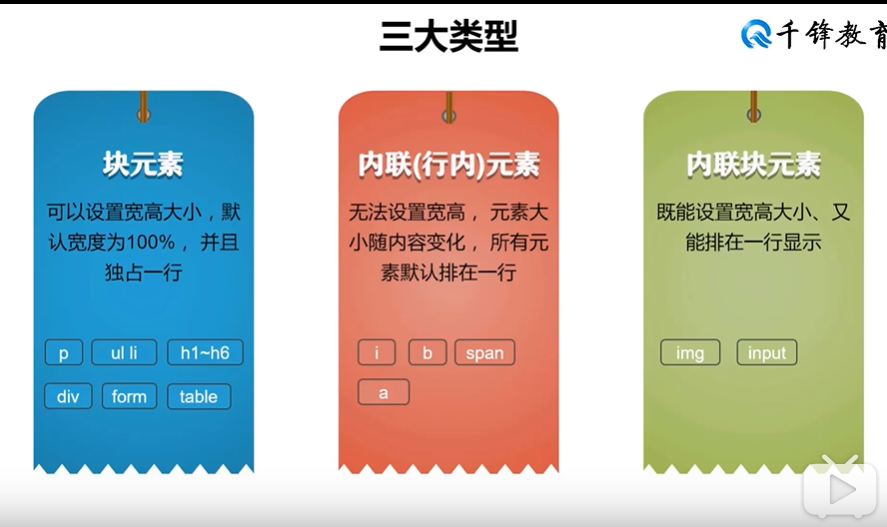 三大类型
千锋教育
块元素
可以设置宽高大小，默
认宽度为100%， 并且
独占一行
p
ul li
h1~h6
div
form
table
内联(行内)元素
无法设置宽高， 元素大
小随内容变化， 所有元
素默认排在一行
i
b
span
a
内联块元素
既能设置宽高大小、又
能排在一行显示
img
input